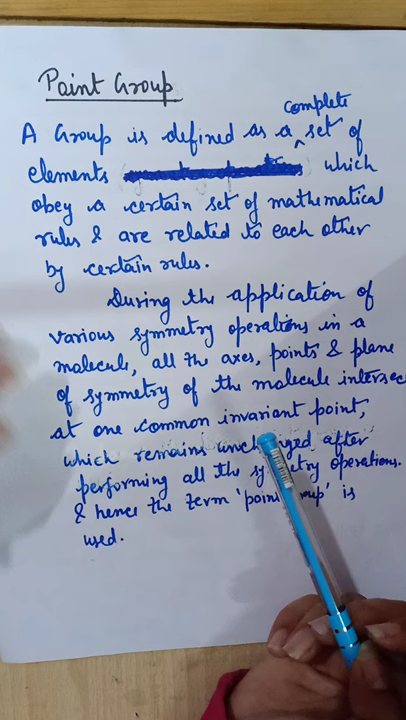 Point Group
A Group is defined as a complete set of
elements which
obey a certain set of mathematical
rules & are related to each other
by certain rules.
During the application of
various symmetry operations in a
molecule, all the axes, points & plane
of symmetry of the molecule intersec
at one common invariant point,
which remains after
performing all the operations.
& hence the term is
used.